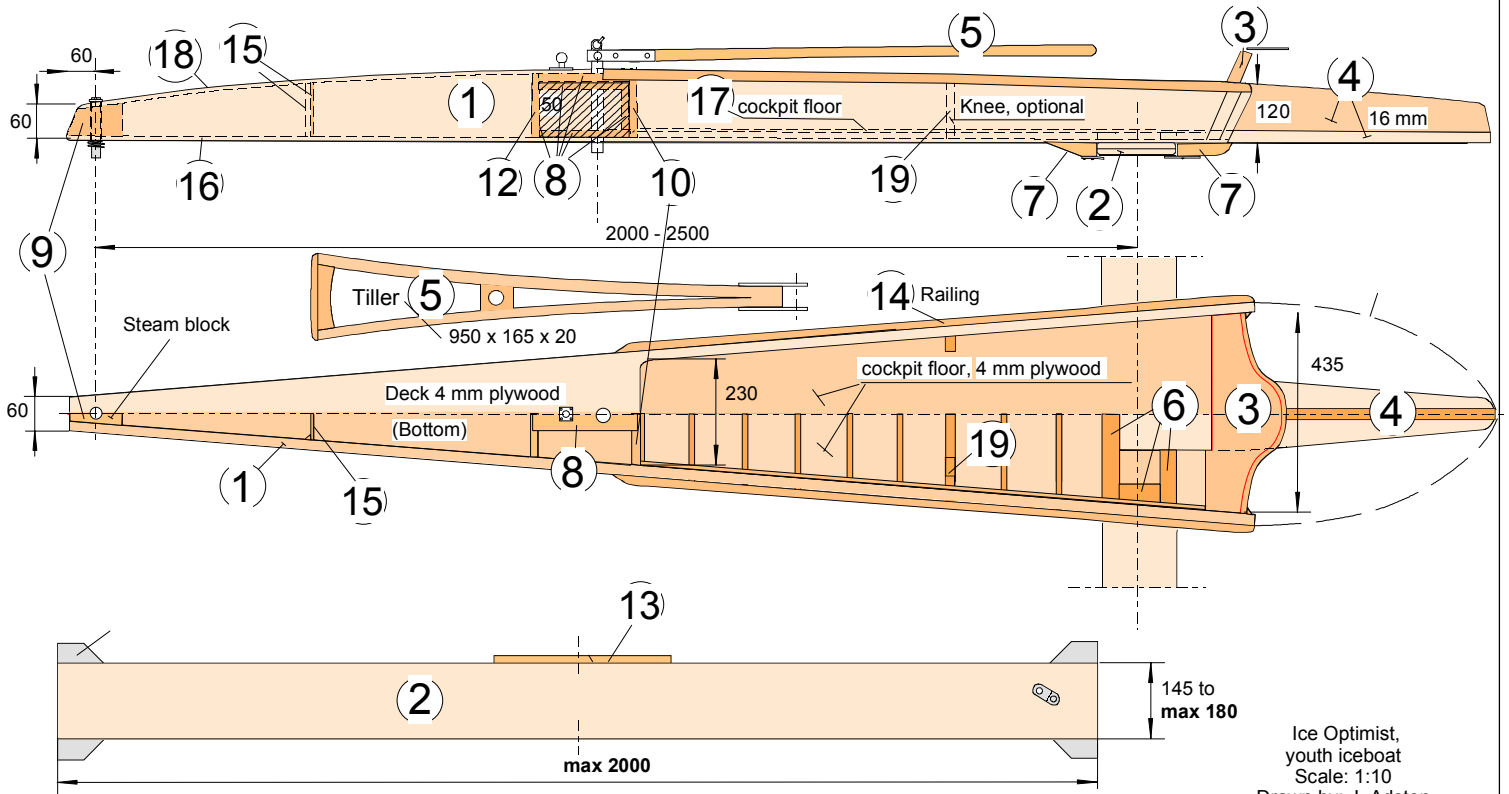 60
18
15
5
3
1
50
17
cockpit floor
Knee, optional
4
120
16 mm
60
16
12
8
10
19
7
2
7
2000 - 2500
9
Tiller
5
14
Railing
Steam block
950 x 165 x 20
cockpit floor, 4 mm plywood
435
60
Deck 4 mm plywood
230
6
3
4
(Bottom)
19
1
15
8
13
2
145 to
max 180
max 2000
Ice Optimist,
youth iceboat
Scale: 1:10